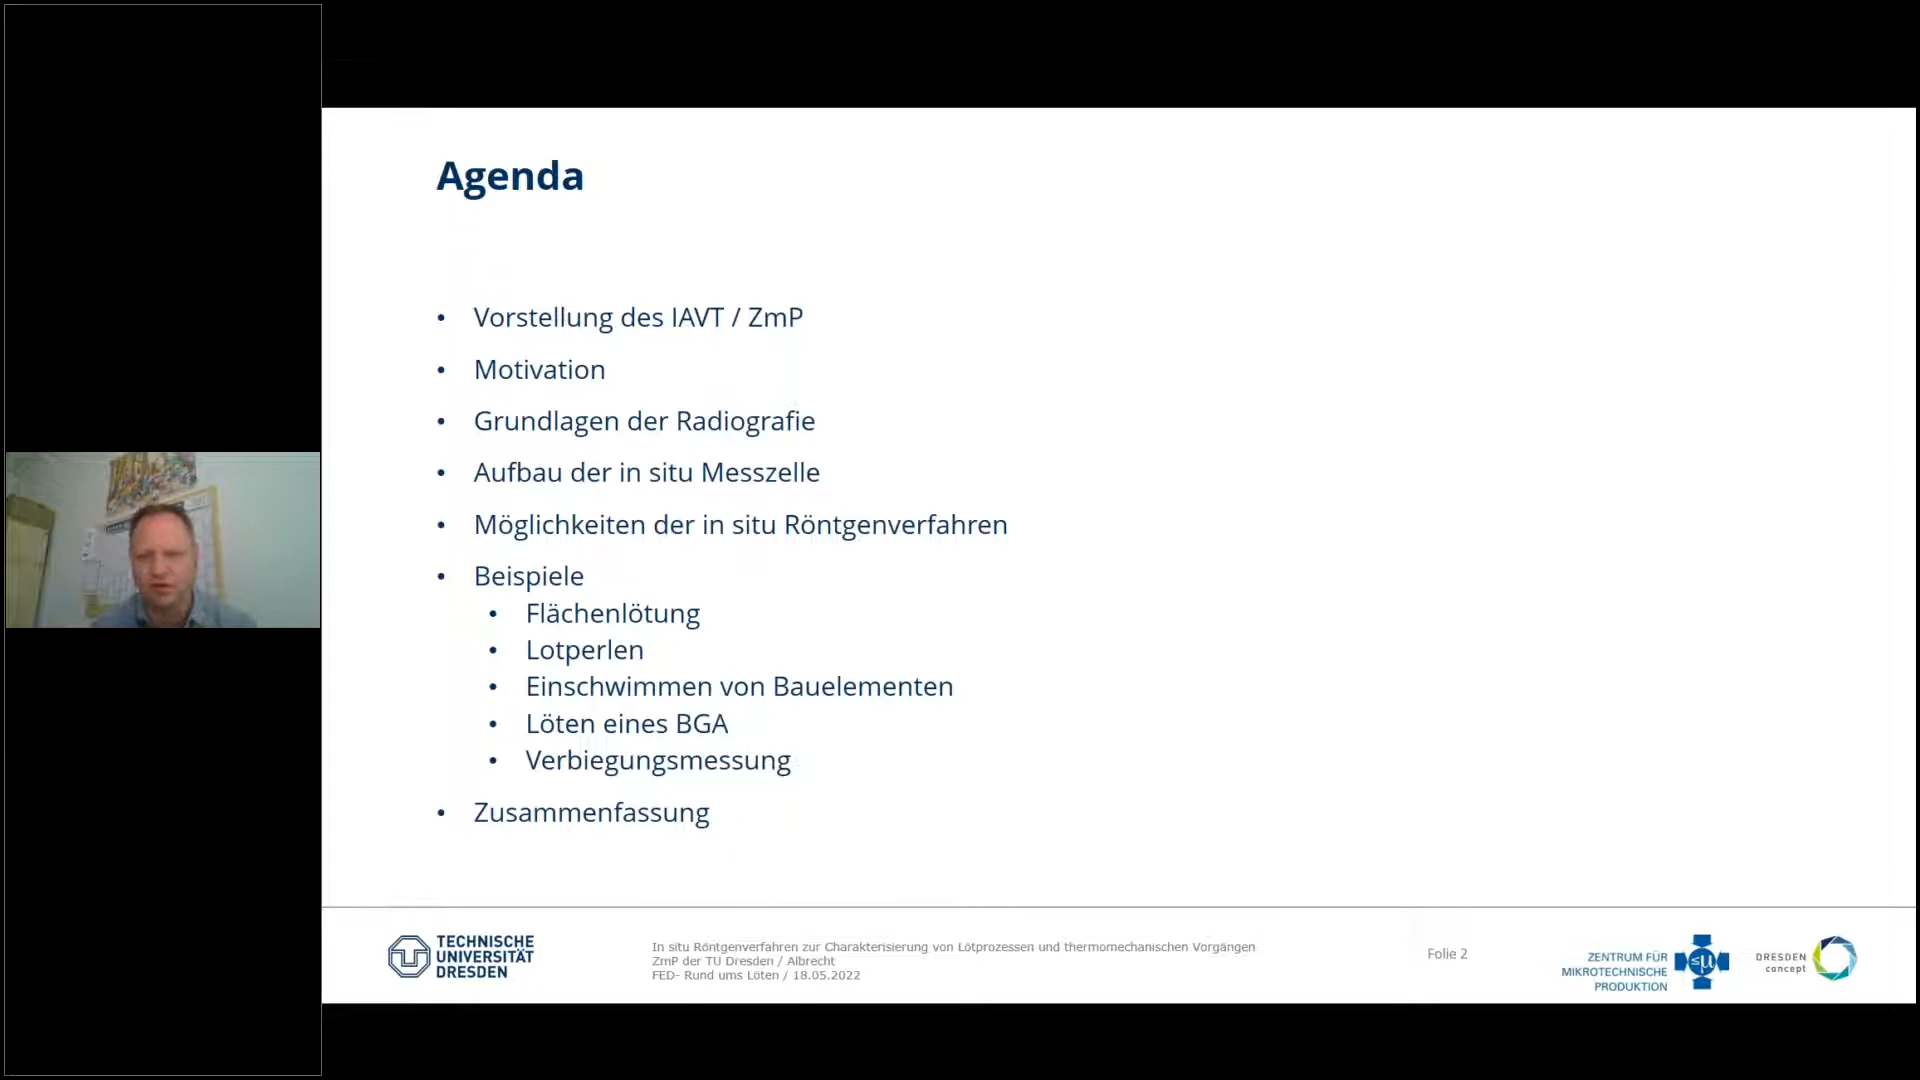 Agenda
• Vorstellung des IAVT / ZmP
• Motivation
• Grundlagen der Radiografie
• Aufbau der in situ Messzelle
• Möglichkeiten der in situ Röntgenverfahren
• Beispiele
• Flächenlötung
• Lotperlen
• Einschwimmen von Bauelementen
• Löten eines BGA
• Verbiegungsmessung
• Zusammenfassung
TECHNISCHE
UNIVERSITÄT
DRESDEN
In situ Röntgenverfahren zur Charakterisierung von Lötprozessen und thermomechanischen Vorgängen
ZmP der TU Dresden / Albrecht
FED- Rund ums Löten / 18.05.2022
Folie 2
ZENTRUM FÜR
MIKROTECHNISCHE
PRODUKTION
DRESDEN
concept